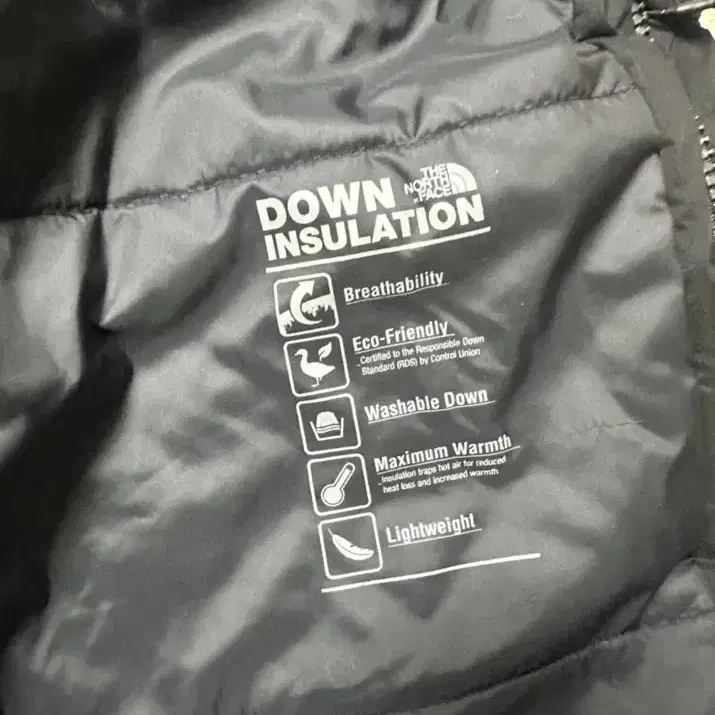 DOWN
INSULATION
THE
NORTH
FACE
Breathability
Eco-Friendly
Certified to the Responsible Down
Standard (RDS) by Control Union
Washable Down
Maximum Warmth
Insulation traps hot air for reduced
heat loss and increased warmth
Lightweight